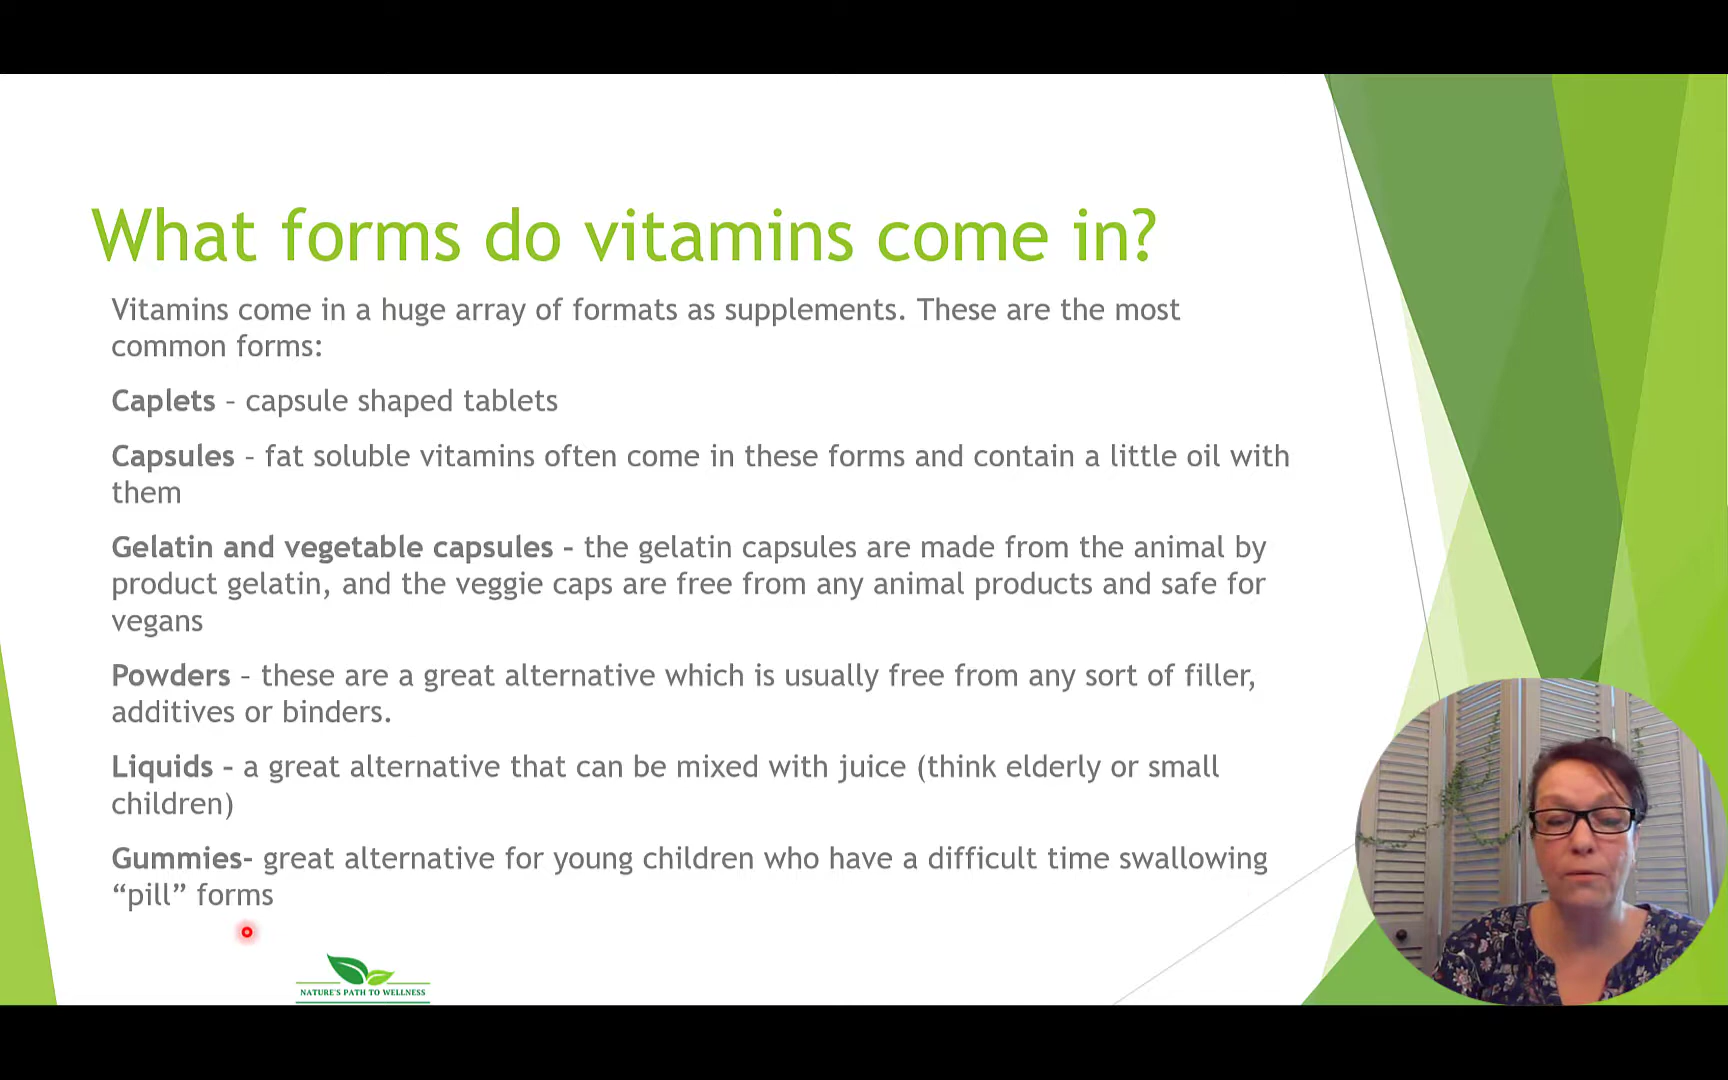 What forms do vitamins come in?
Vitamins come in a huge array of formats as supplements. These are the most
common forms:
Caplets – capsule shaped tablets
Capsules – fat soluble vitamins often come in these forms and contain a little oil with
them
Gelatin and vegetable capsules – the gelatin capsules are made from the animal by
product gelatin, and the veggie caps are free from any animal products and safe for
vegans
Powders – these are a great alternative which is usually free from any sort of filler,
additives or binders.
Liquids – a great alternative that can be mixed with juice (think elderly or small
children)
Gummies- great alternative for young children who have a difficult time swallowing
“pill” forms
NATURE'S PATH TO WELLNESS